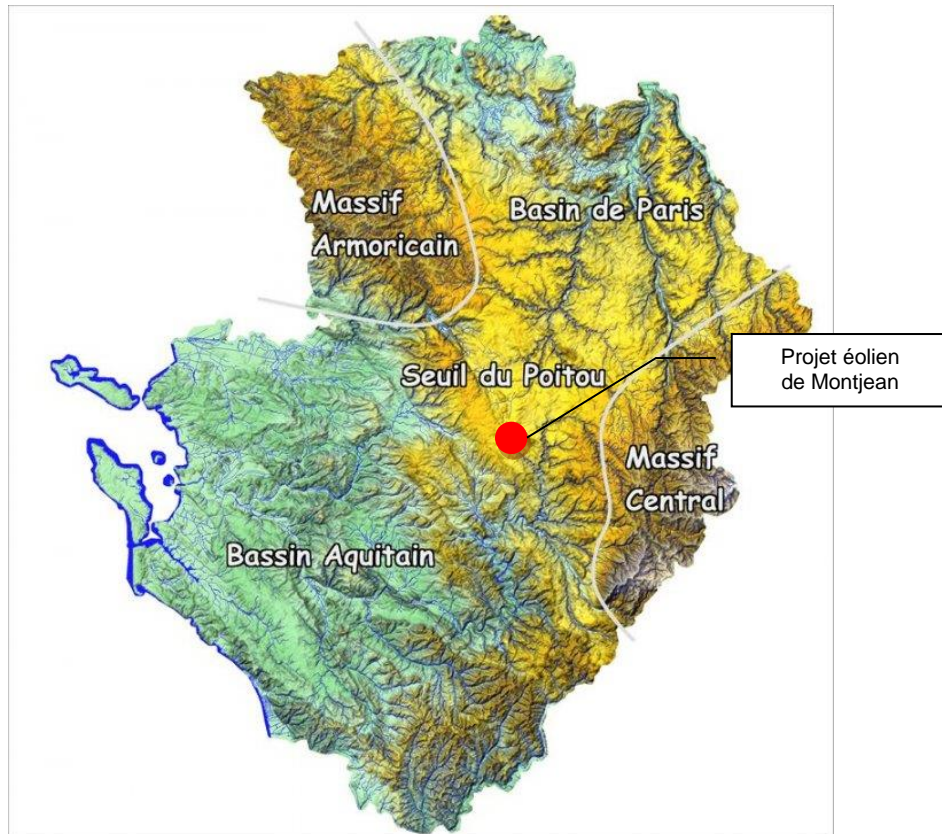 Massif
Armoricain
Basin de Paris
Seuil du Poitou
Projet éolien
de Montjean
Massif
Central
Bassin Aquitain